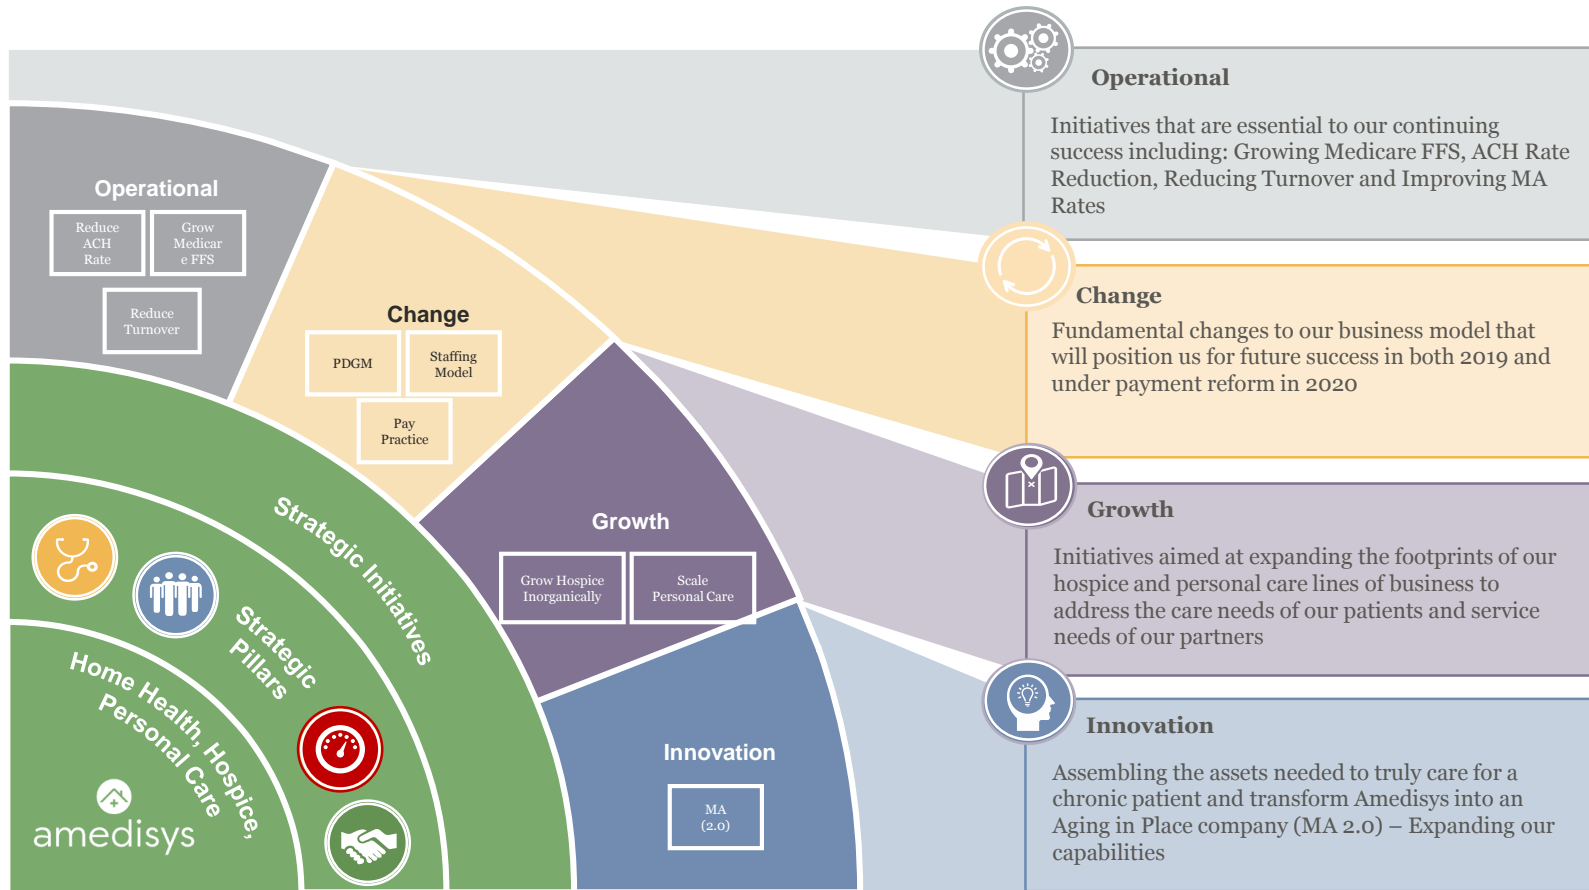 Operational
Reduce
ACH
Rate
Grow
Medicar
e FFS
Reduce
Turnover
Change
PDGM
Staffing
Model
Pay
Practice
Growth
Grow Hospice
Inorganically
Scale
Personal Care
Innovation
MA
(2.0)
Strategic Initiatives
Strategic
Pillars
Home Health, Hospice,
Personal Care
amedisys
Operational
Initiatives that are essential to our continuing
success including: Growing Medicare FFS, ACH Rate
Reduction, Reducing Turnover and Improving MA
Rates
Change
Fundamental changes to our business model that
will position us for future success in both 2019 and
under payment reform in 2020
Growth
Initiatives aimed at expanding the footprints of our
hospice and personal care lines of business to
address the care needs of our patients and service
needs of our partners
Innovation
Assembling the assets needed to truly care for a
chronic patient and transform Amedisys into an
Aging in Place company (MA 2.0) – Expanding our
capabilities